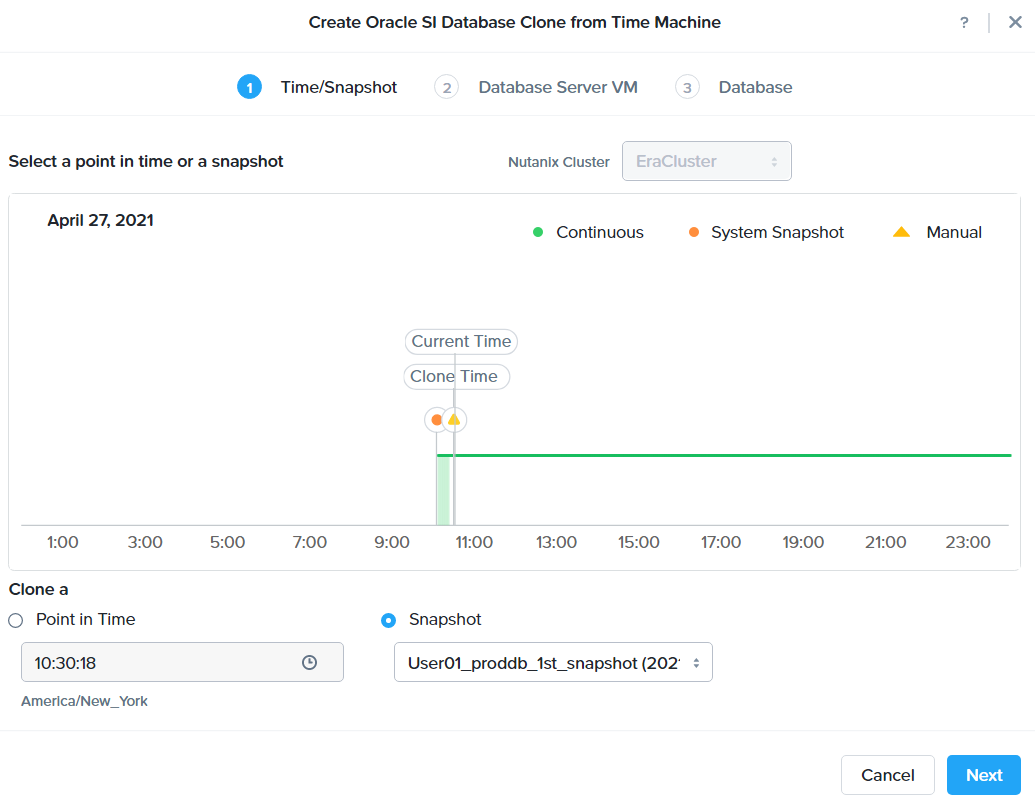 Create Oracle SI Database Clone from Time Machine
?
1 Time/Snapshot 2 Database Server VM 3 Database
Select a point in time or a snapshot Nutanix Cluster EraCluster
April 27, 2021
Continuous System Snapshot Manual
Current Time
Clone Time
1:00 3:00 5:00 7:00 9:00 11:00 13:00 15:00 17:00 19:00 21:00 23:00
Clone a
Point in Time Snapshot
10:30:18 User01_proddb_1st_snapshot (202
America/New_York
Cancel Next